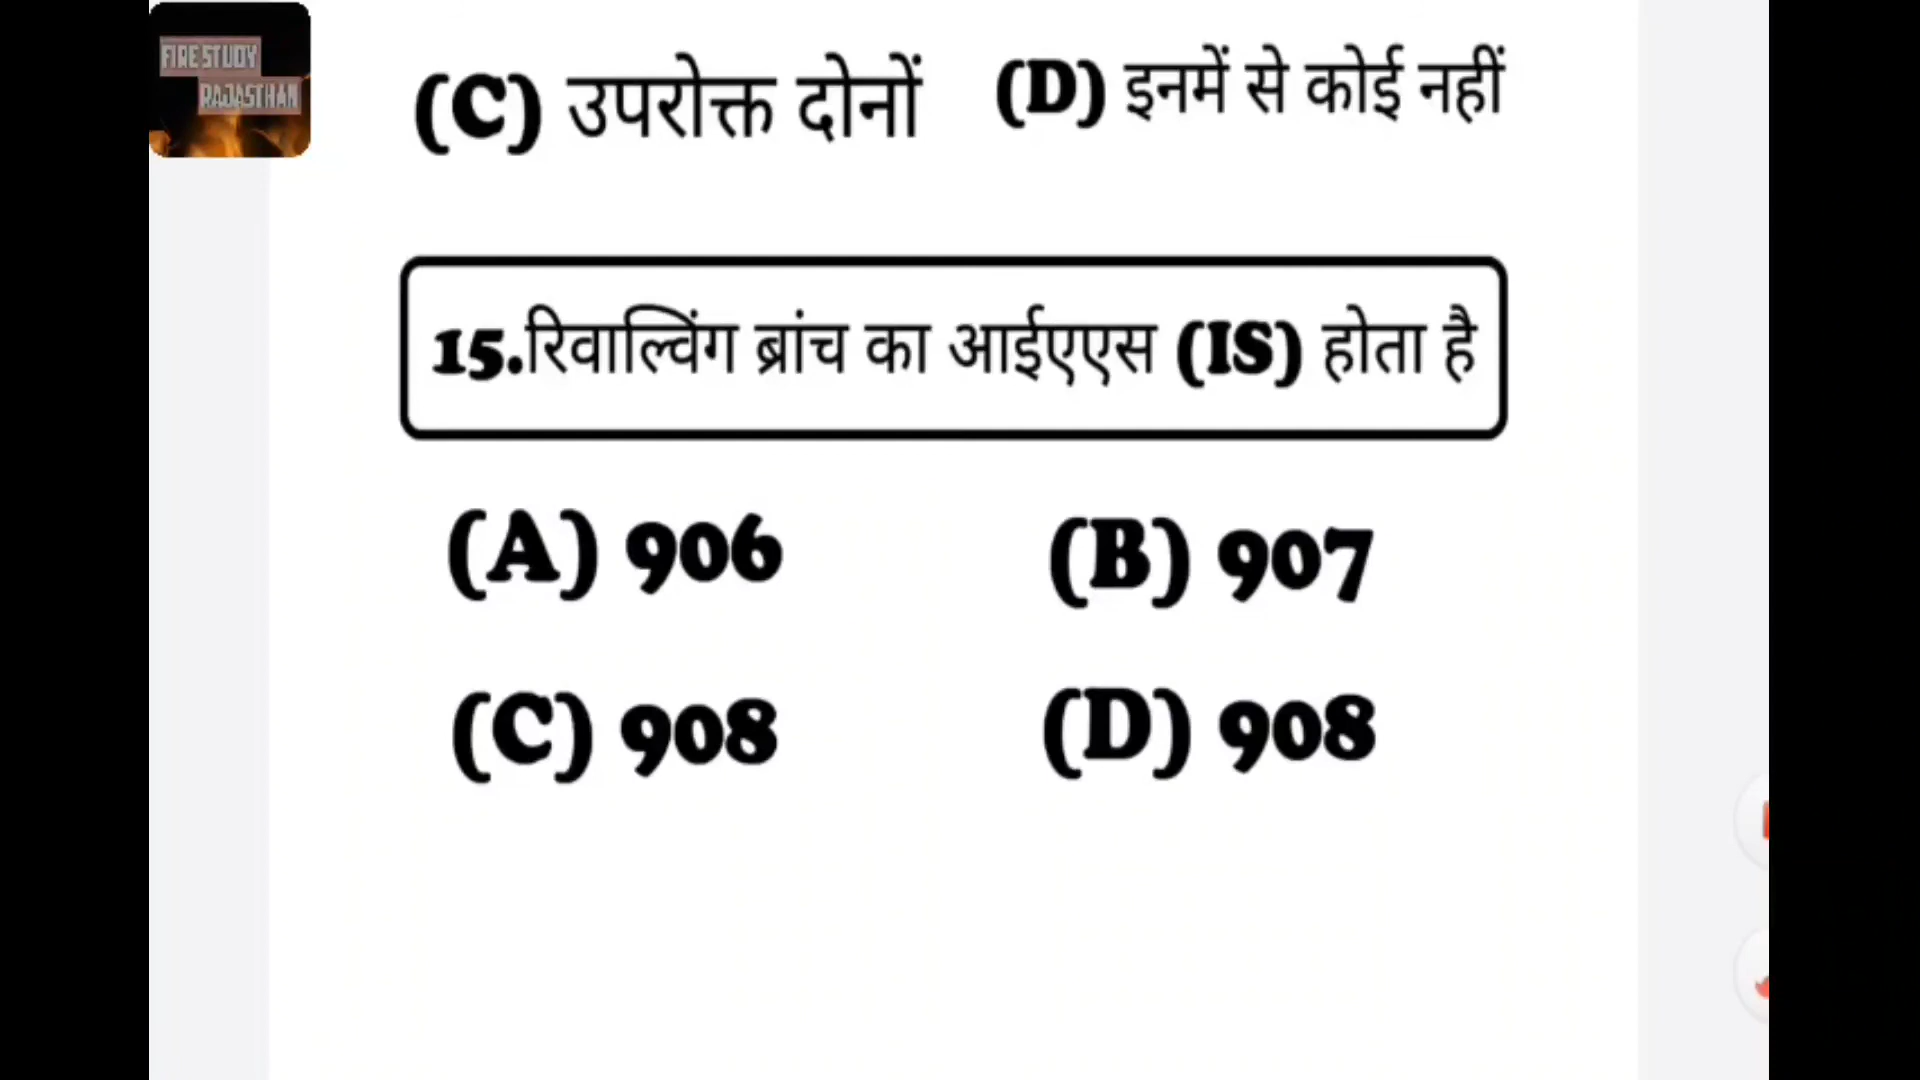 FIRE STUDY
RAJASTHAN
(C) उपरोक्त दोनों (D) इनमें से कोई नहीं
15.रिवाल्विंग ब्रांच का आईएएस (IS) होता है
(A) 906 (B) 907
(C) 908 (D) 908